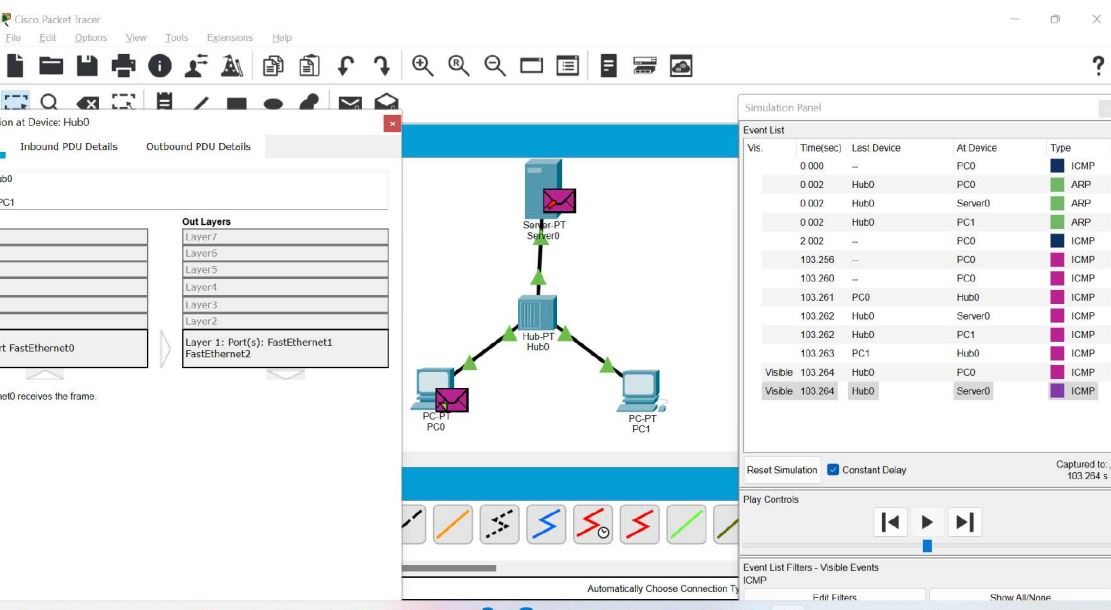 Cisco Packet Tracer
File Edit Options View Tools Extensions Help
?
ion at Device: Hub0
Inbound PDU Details Outbound PDU Details
ub0
PC1
Out Layers
Layer7
Layer6
Layer5
Layer4
Layer3
Layer2
rt FastEthernet0
Layer 1: Port(s): FastEthernet1
FastEthernet2
net0 receives the frame.
Server-PT
Server0
Hub-PT
Hub0
PC-PT
PC0
PC-PT
PC1
Automatically Choose Connection Ty
Simulation Panel
Event List
Vis. Time(sec) Last Device At Device Type
0.000 -- PC0 ICMP
0.002 Hub0 PC0 ARP
0.002 Hub0 Server0 ARP
0.002 Hub0 PC1 ARP
2.002 -- PC0 ICMP
103.256 -- PC0 ICMP
103.260 -- PC0 ICMP
103.261 PC0 Hub0 ICMP
103.262 Hub0 Server0 ICMP
103.262 Hub0 PC1 ICMP
103.263 PC1 Hub0 ICMP
Visible 103.264 Hub0 PC0 ICMP
Visible 103.264 Hub0 Server0 ICMP
Reset Simulation Constant Delay
Captured to:
103.264 s
Play Controls
Event List Filters - Visible Events
ICMP
Edit Filters Show All/None